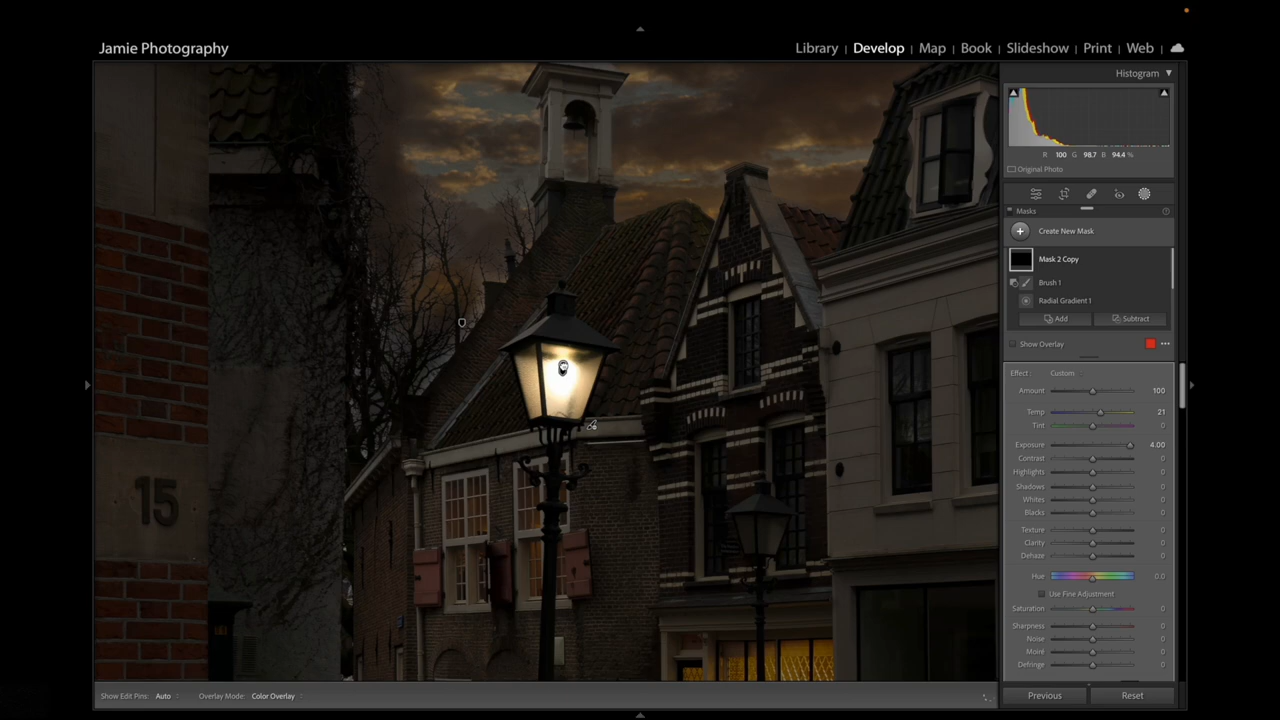 Jamie Photography
Library | Develop | Map | Book | Slideshow | Print | Web |
Histogram
R 100 G 98.7 B 94.4 %
Original Photo
Masks
Create New Mask
Mask 2 Copy
Brush 1
Radial Gradient 1
Add Subtract
Show Overlay
Effect : Custom
Amount 100
Temp 21
Tint 0
Exposure 4.00
Contrast 0
Highlights 0
Shadows 0
Whites 0
Blacks 0
Texture 0
Clarity 0
Dehaze 0
Hue 0.0
Use Fine Adjustment
Saturation 0
Sharpness 0
Noise 0
Moiré 0
Defringe 0
15
Show Edit Pins: Auto Overlay Mode: Color Overlay
Previous Reset